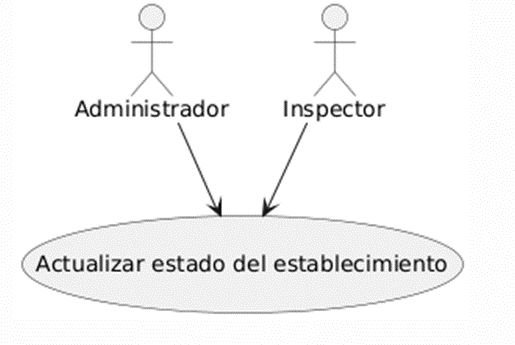 Administrador
Inspector
Actualizar estado del establecimiento